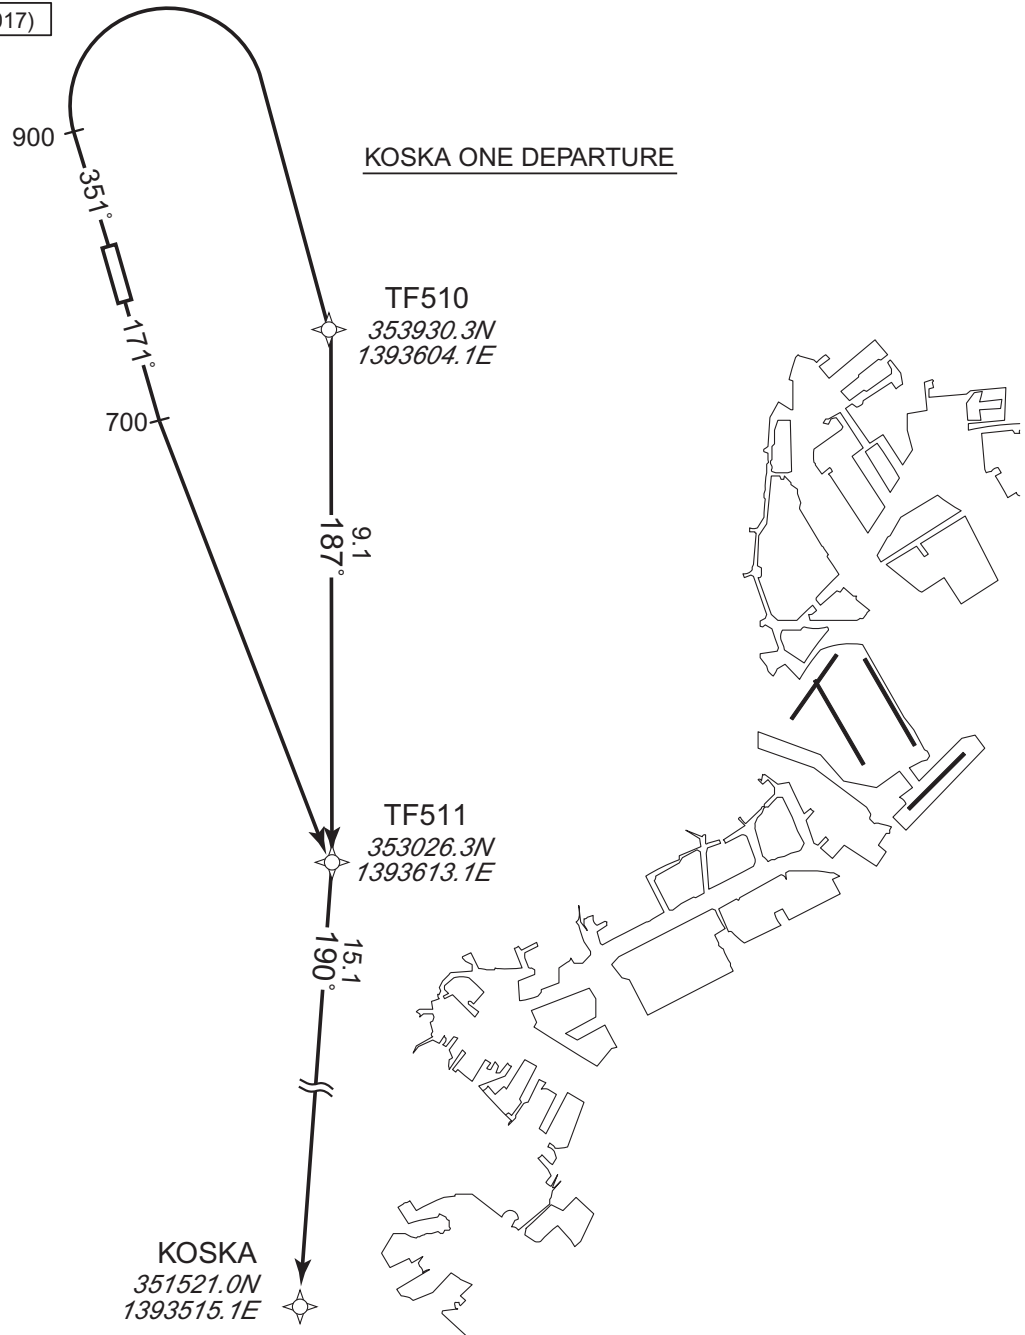 017)
KOSKA ONE DEPARTURE
900
351°
TF510
353930.3N
1393604.1E
171°
700
9.1
187°
TF511
353026.3N
1393613.1E
15.1
190°
KOSKA
351521.0N
1393515.1E